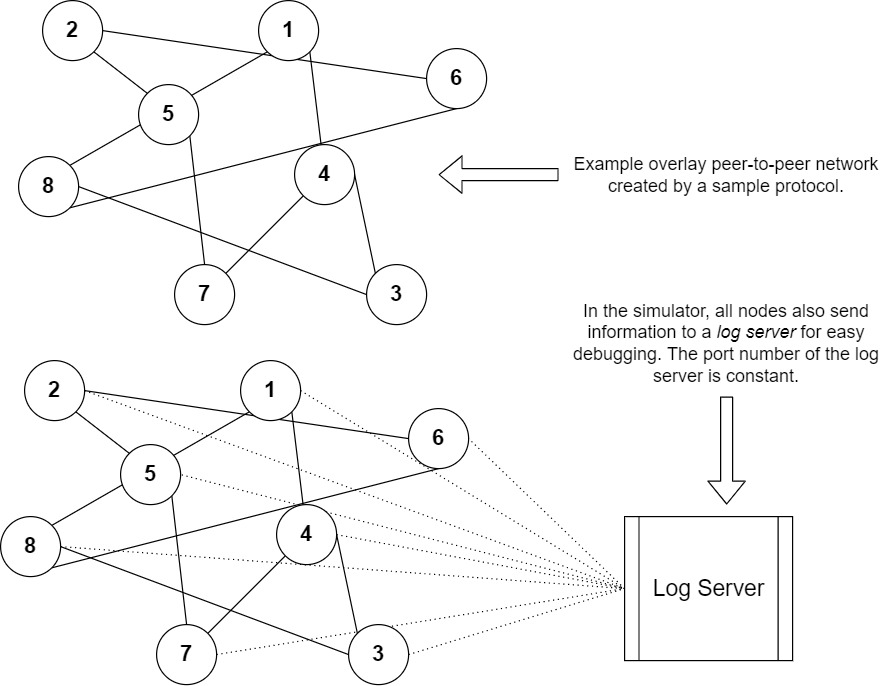 2
1
6
5
8
4
7
3
Example overlay peer-to-peer network
created by a sample protocol.
In the simulator, all nodes also send
information to a log server for easy
debugging. The port number of the log
server is constant.
2
1
6
5
8
4
7
3
Log Server